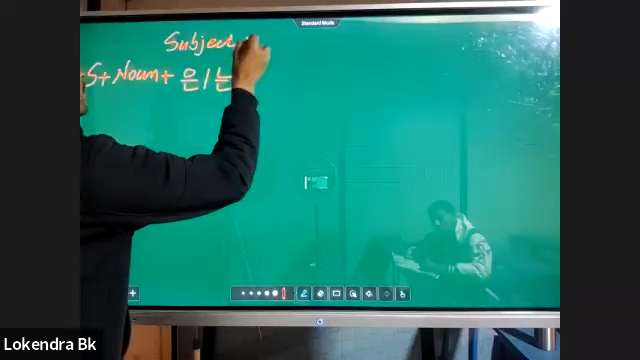 Standard Mode
Subject
S+ Noun + 은/는
Lokendra Bk